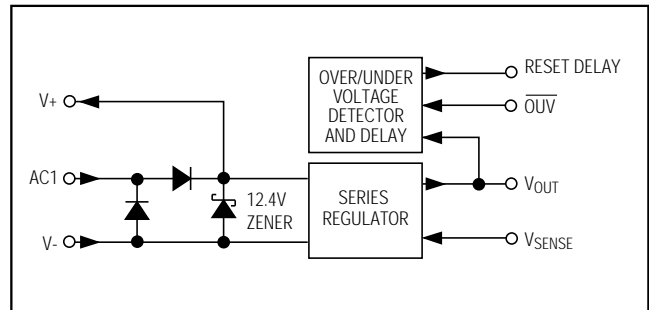 OVER/UNDER
VOLTAGE
DETECTOR
AND DELAY
RESET DELAY
OUV
V+
AC1
V-
12.4V
ZENER
SERIES
REGULATOR
VOUT
VSENSE